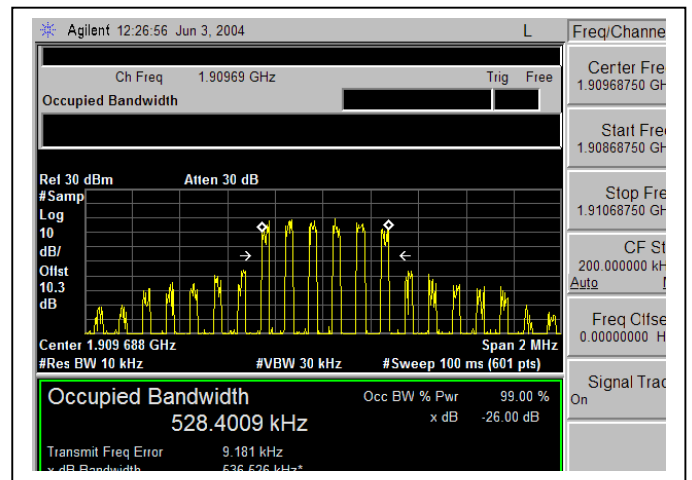 Agilent 12:26:56 Jun 3, 2004 L
Freq/Channe
Ch Freq 1.90969 GHz Trig Free
Occupied Bandwidth
Center Fre
1.90968750 GH
Start Fre
1.90868750 GH
Stop Fre
1.91068750 GH
CF St
200.000000 kH
Auto
Freq Offse
0.00000000 H
Signal Trac
On
Ref 30 dBm Atten 30 dB
#Samp
Log
10
dB/
Offst
10.3
dB
Center 1.909 688 GHz Span 2 MHz
#Res BW 10 kHz #VBW 30 kHz #Sweep 100 ms (601 pts)
Occupied Bandwidth Occ BW % Pwr 99.00 %
528.4009 kHz x dB -26.00 dB
Transmit Freq Error 9.181 kHz
x dB Bandwidth 536.526 kHz*